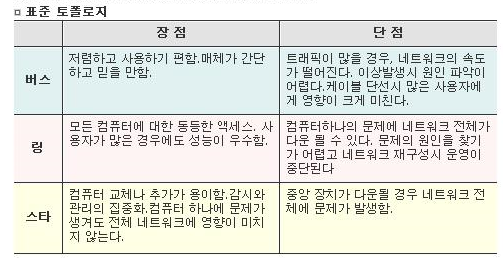 ¤ 표준 토폴로지
장 점
단 점
버스
저렴하고 사용하기 편함.매체가 간단
하고 믿을 만함.
트래픽이 많을 경우, 네트워크의 속도
가 떨어진다. 이상발생시 원인 파악이
어렵다.케이블 단선시 많은 사용자에
게 영향이 크게 미친다.
링
모든 컴퓨터에 대한 동등한 액세스. 사
용자가 많은 경우에도 성능이 우수함.
컴퓨터하나의 문제에 네트워크 전체가
다운 될 수 있다. 문제의 원인을 찾기
가 어렵고 네트워크 재구성시 운영이
중단된다
스타
컴퓨터 교체나 추가가 용이함.감시와
관리의 집중화.컴퓨터 하나에 문제가
생겨도 전체 네트워크에 영향이 미치
지 않는다.
중앙 장치가 다운될 경우 네트워크 전
체에 문제가 발생함.